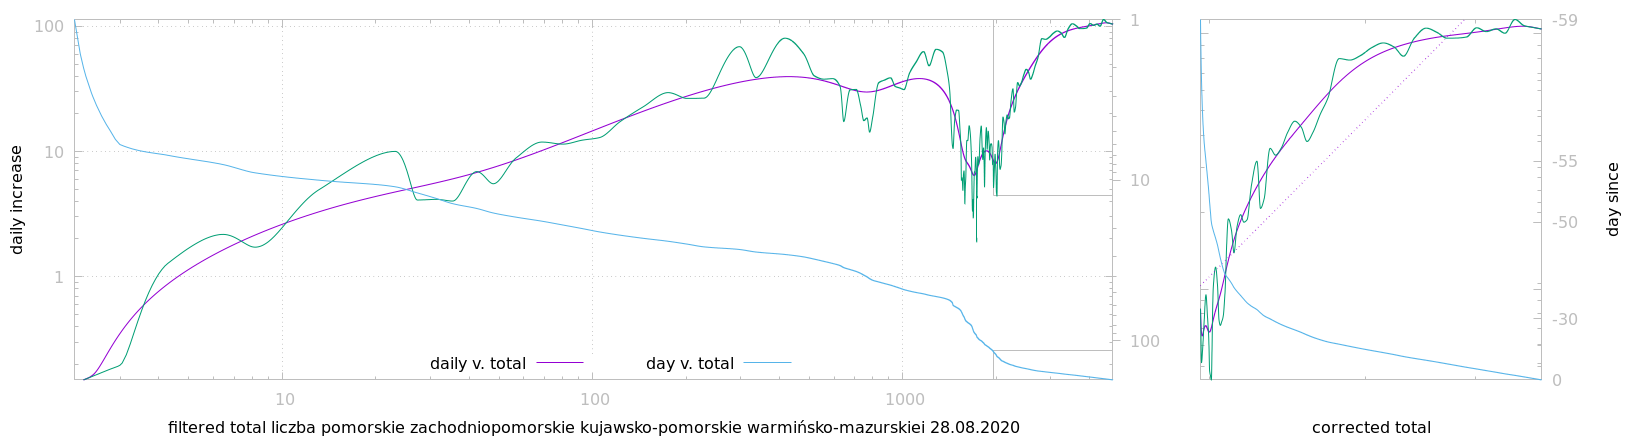 100
10
1
daily increase
daily v. total
day v. total
10
100
1000
1
10
100
filtered total liczba pomorskie zachodniopomorskie kujawsko-pomorskie warmińsko-mazurskiei 28.08.2020
-59
-55
-50
-30
0
day since
corrected total